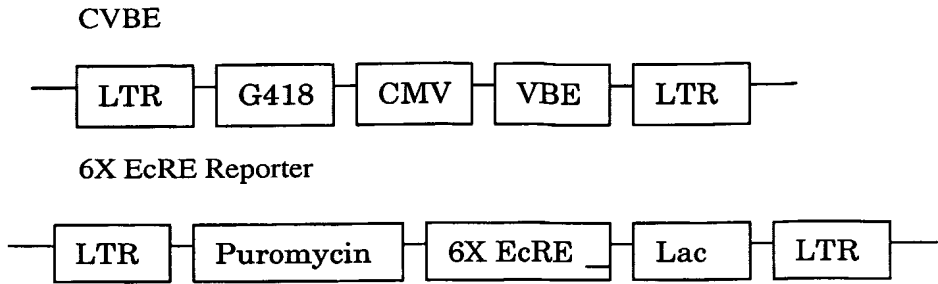 CVBE
LTR G418 CMV VBE LTR
6X EcRE Reporter
LTR Puromycin 6X EcRE Lac LTR